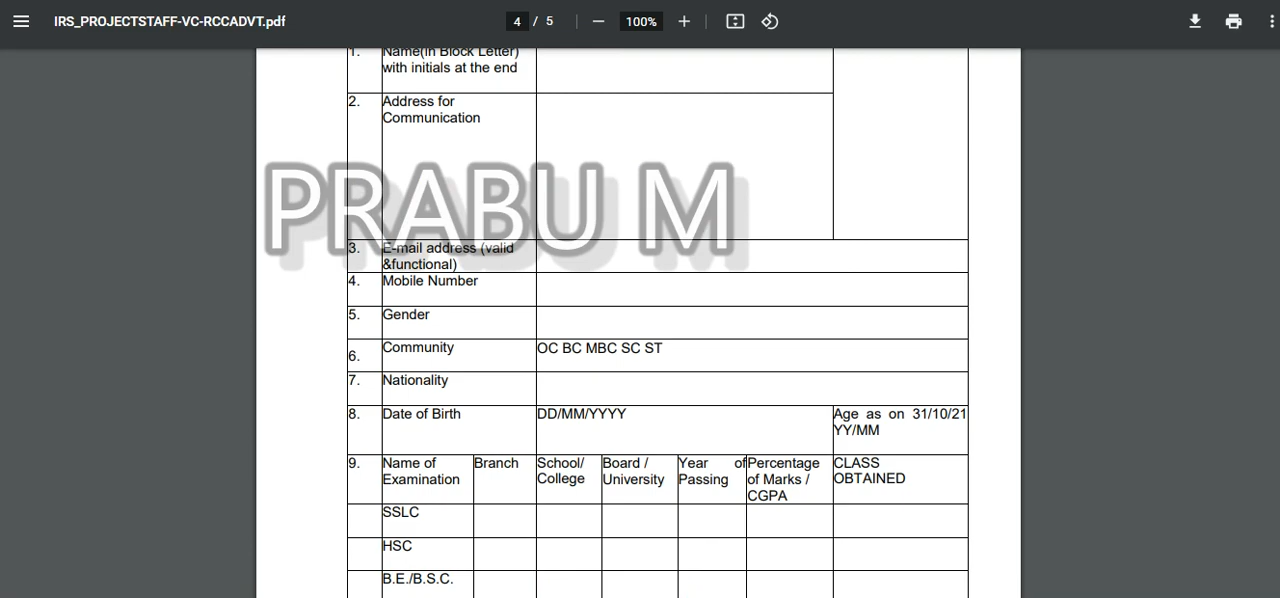 IRS_PROJECTSTAFF-VC-RCCADVT.pdf 4 / 5 100%
1. Name(in Block Letter)
with initials at the end
2. Address for
Communication
PRABU M
3. E-mail address (valid
&functional)
4. Mobile Number
5. Gender
6. Community OC BC MBC SC ST
7. Nationality
8. Date of Birth DD/MM/YYYY Age as on 31/10/21
YY/MM
9. Name of Branch School/ Board / Year of Percentage CLASS
Examination College University Passing of Marks / OBTAINED
CGPA
SSLC
HSC
B.E./B.S.C.